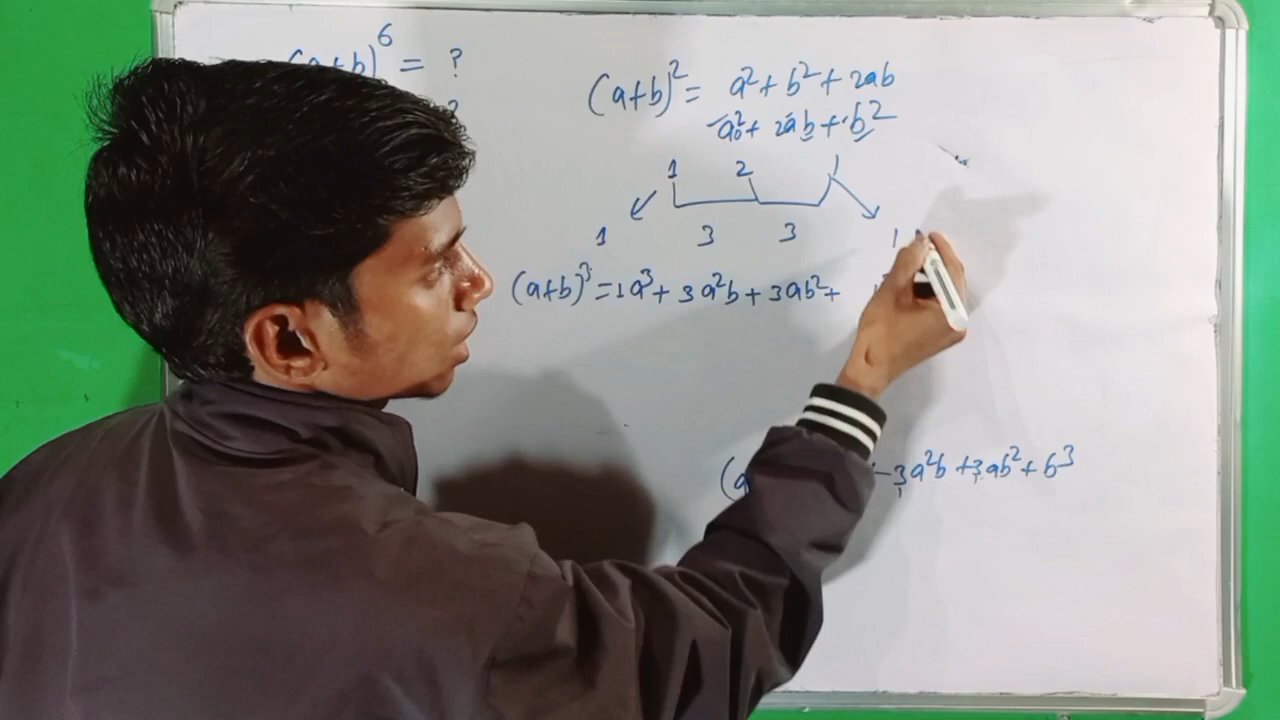 (a+b)^6 = ?
?
(a+b)² = a² + b² + 2ab
a² + 2ab + b²
1 2 1
1 3 3 1
(a+b)³ = 1a³ + 3a²b + 3ab² +
(a -3a²b +3ab² + b³